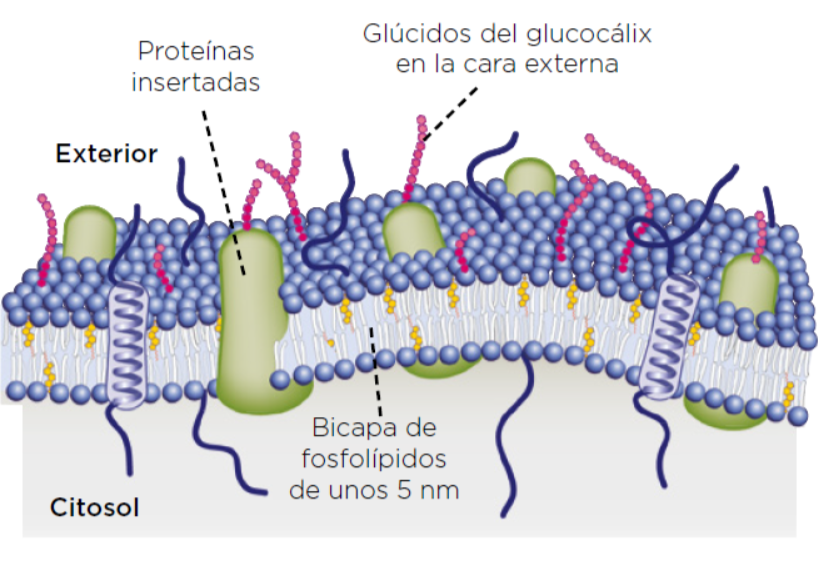 Proteínas
insertadas
Glúcidos del glucocálix
en la cara externa
Exterior
Bicapa de
fosfolípidos
de unos 5 nm
Citosol